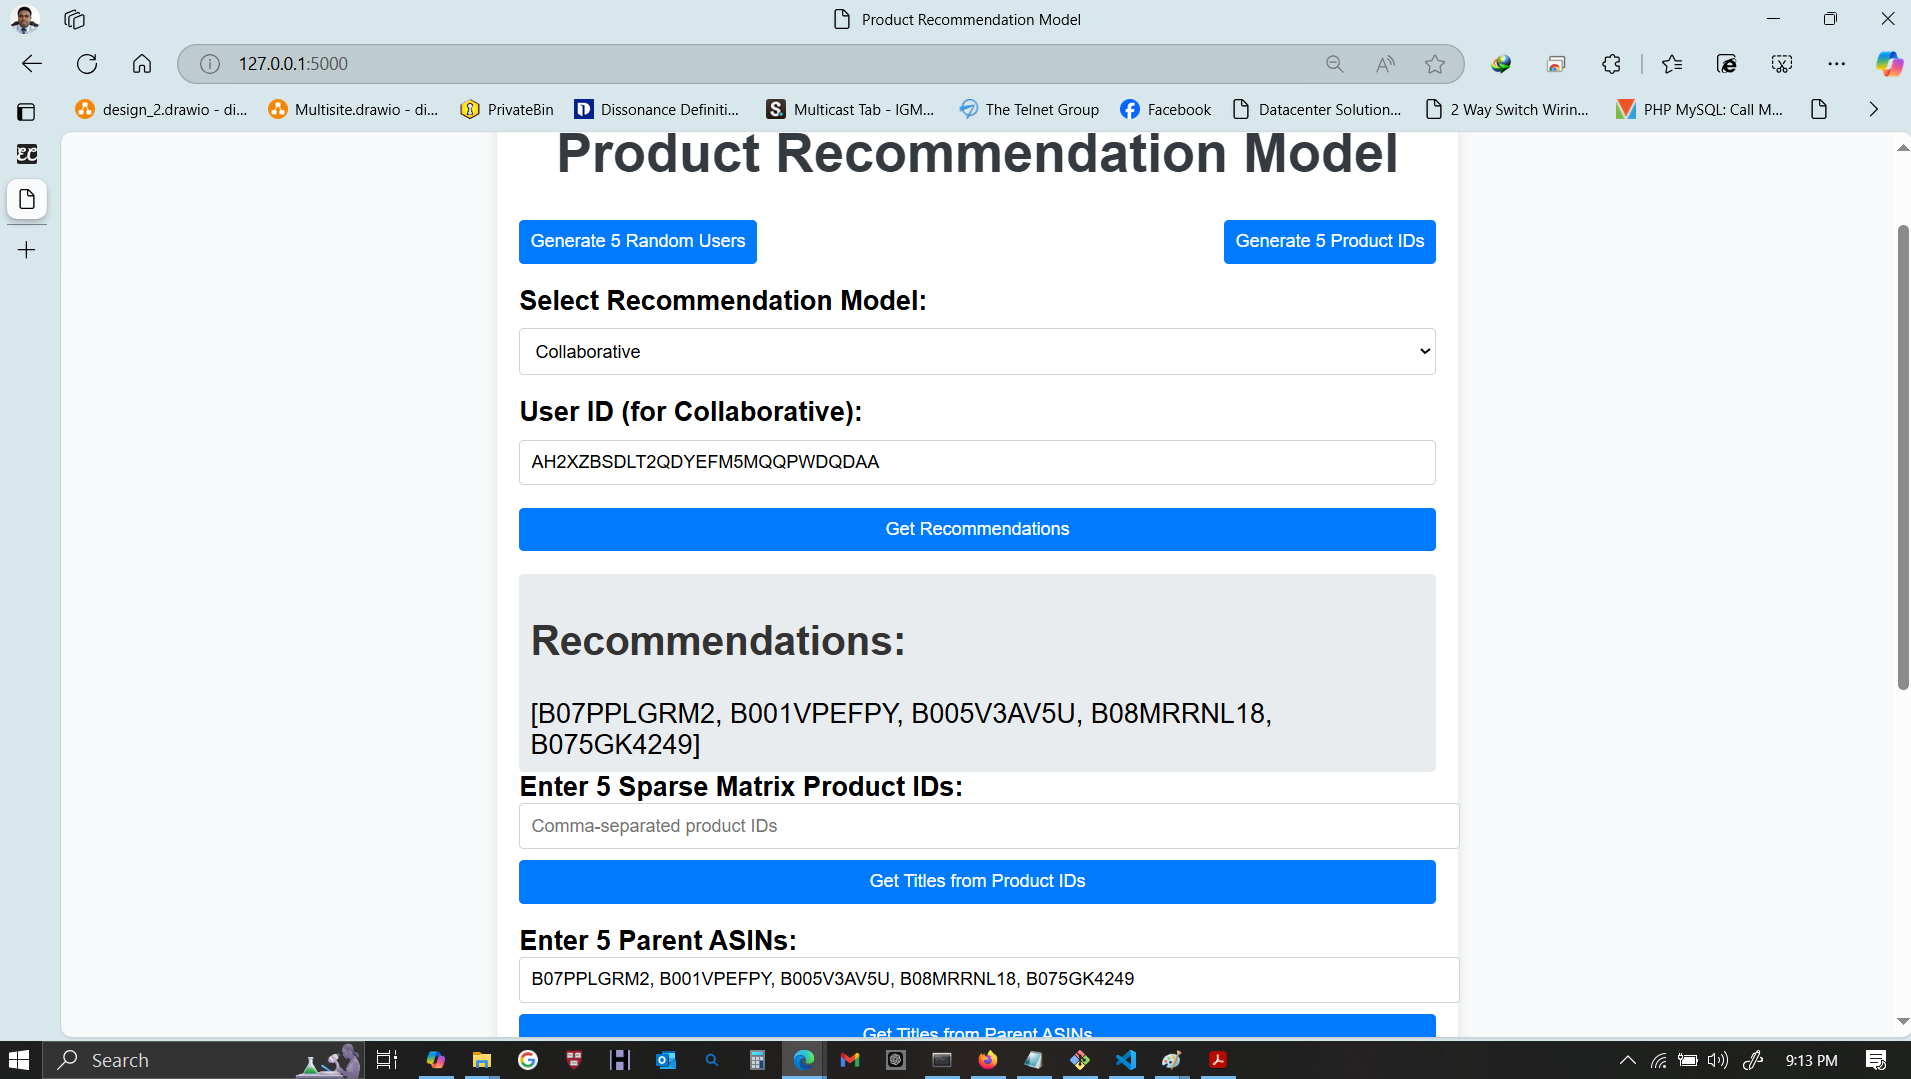 Product Recommendation Model
127.0.0.1:5000
design_2.drawio - di...
Multisite.drawio - di...
PrivateBin
Dissonance Definiti...
Multicast Tab - IGM...
The Telnet Group
Facebook
Datacenter Solution...
2 Way Switch Wirin...
PHP MySQL: Call M...
Product Recommendation Model
Generate 5 Random Users
Generate 5 Product IDs
Select Recommendation Model:
Collaborative
User ID (for Collaborative):
AH2XZBSDLT2QDYEFM5MQQPWDQDAA
Get Recommendations
Recommendations:
[B07PPLGRM2, B001VPEFPY, B005V3AV5U, B08MRRNL18,
B075GK4249]
Enter 5 Sparse Matrix Product IDs:
Comma-separated product IDs
Get Titles from Product IDs
Enter 5 Parent ASINs:
B07PPLGRM2, B001VPEFPY, B005V3AV5U, B08MRRNL18, B075GK4249
Get Titles from Parent ASINs
Search
9:13 PM